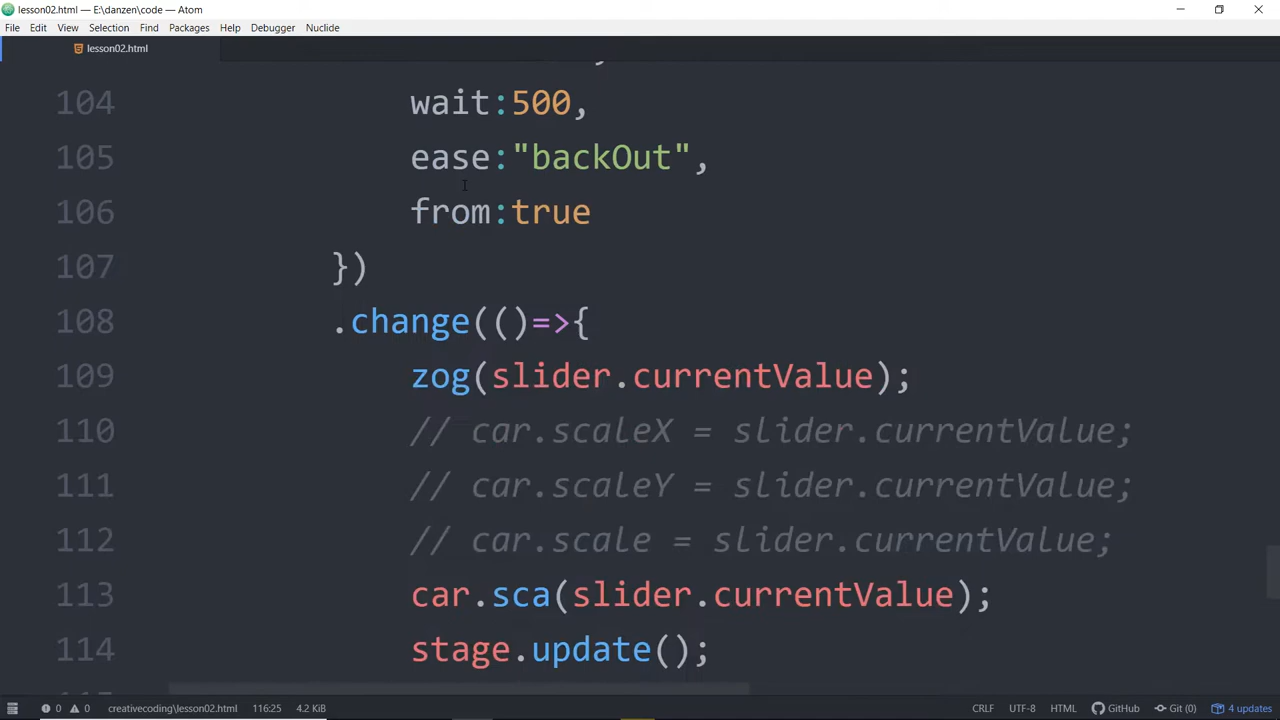 lesson02.html — E:\danzen\code — Atom
File Edit View Selection Find Packages Help Debugger Nuclide
lesson02.html
104 wait:500,
105 ease:"backOut",
106 from:true
107 })
108 .change(()=>{
109 zog(slider.currentValue);
110 // car.scaleX = slider.currentValue;
111 // car.scaleY = slider.currentValue;
112 // car.scale = slider.currentValue;
113 car.sca(slider.currentValue);
114 stage.update();
0 0 creativecoding\lesson02.html 116:25 CRLF UTF-8 HTML GitHub Git (0) 4 updates